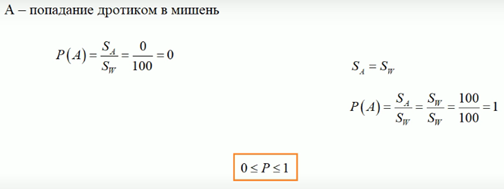 А – попадание дротиком в мишень
P(A) = S_A / S_W = 0 / 100 = 0
S_A = S_W
P(A) = S_A / S_W = S_W / S_W = 100 / 100 = 1
0 ≤ P ≤ 1